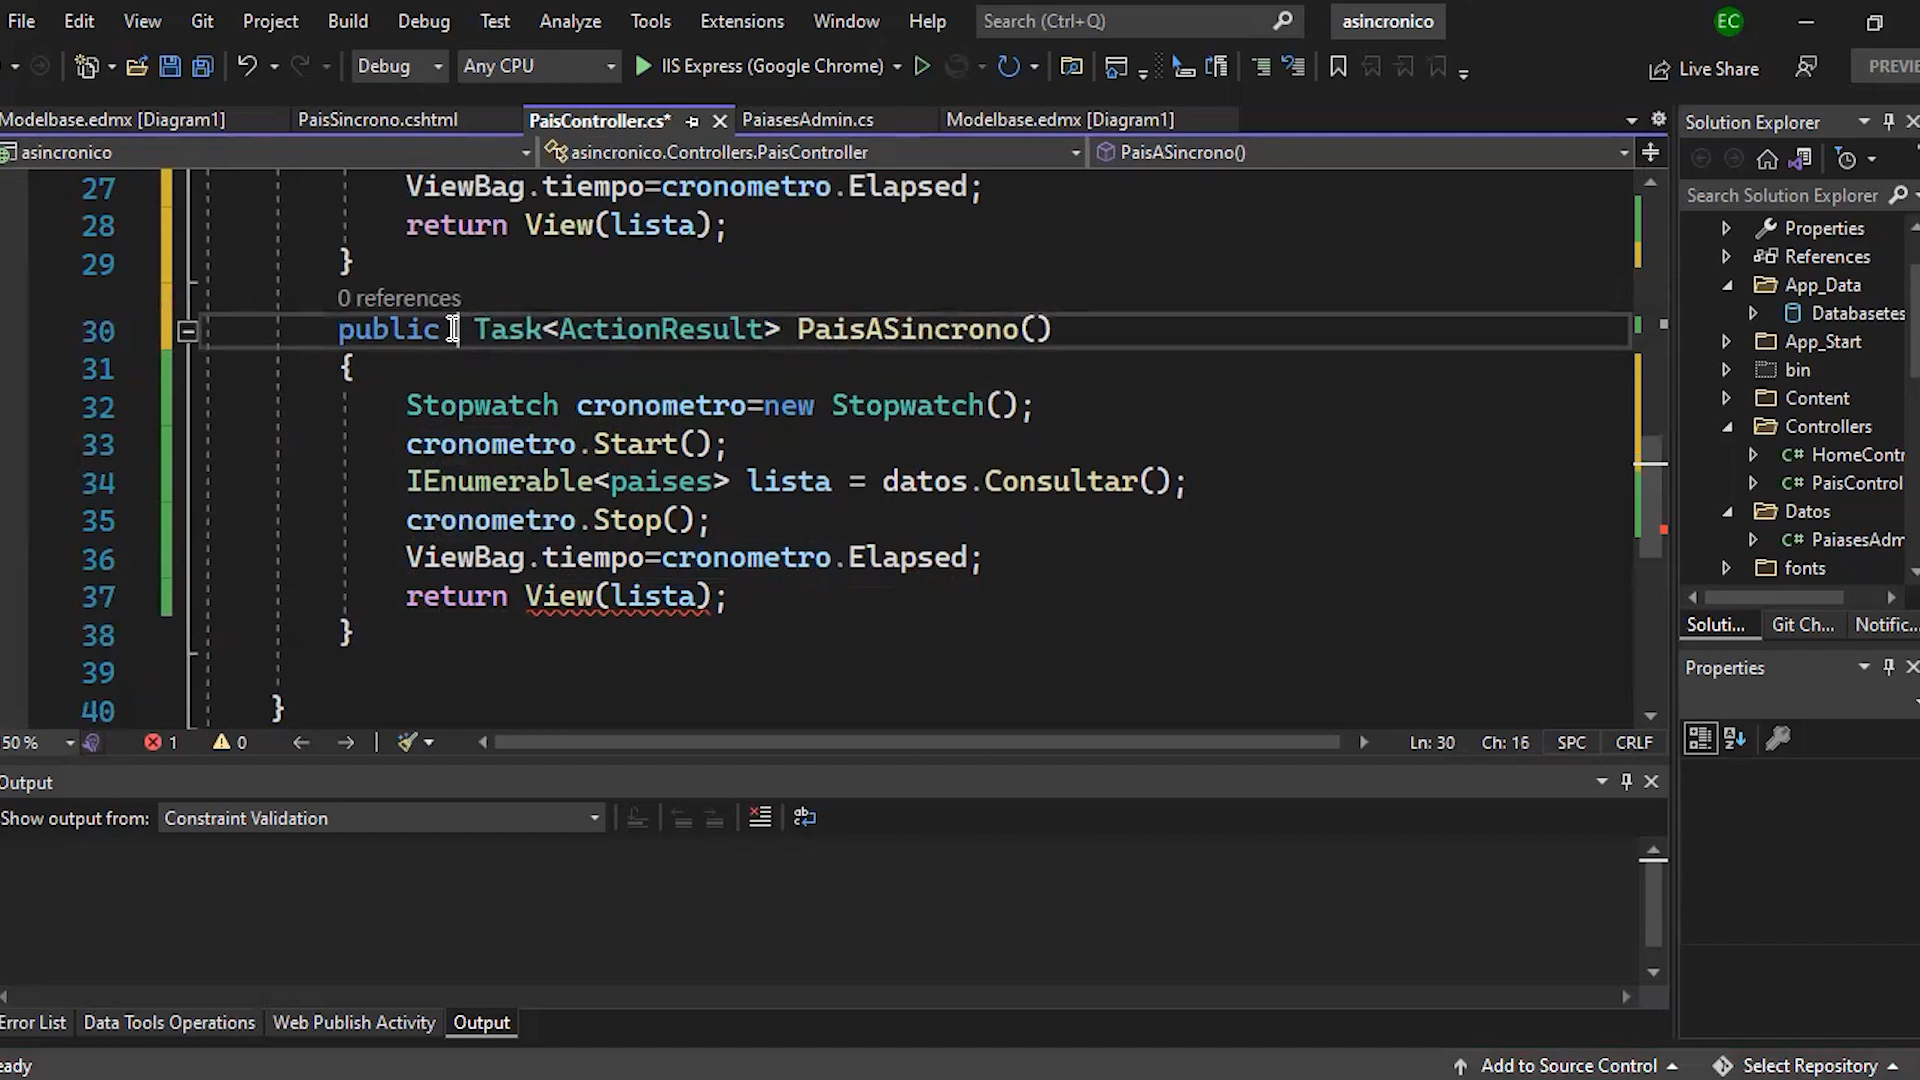 File Edit View Git Project Build Debug Test Analyze Tools Extensions Window Help Search (Ctrl+Q) asincronico EC
Debug Any CPU IIS Express (Google Chrome) Live Share PREVIE
Modelbase.edmx [Diagram1] PaisSincrono.cshtml PaisController.cs* PaiasesAdmin.cs Modelbase.edmx [Diagram1]
asincronico asincronico.Controllers.PaisController PaisASincrono()
27 ViewBag.tiempo=cronometro.Elapsed;
28 return View(lista);
29 }
0 references
30 public Task<ActionResult> PaisASincrono()
31 {
32 Stopwatch cronometro=new Stopwatch();
33 cronometro.Start();
34 IEnumerable<paises> lista = datos.Consultar();
35 cronometro.Stop();
36 ViewBag.tiempo=cronometro.Elapsed;
37 return View(lista);
38 }
39
40 }
50 % 1 0 Ln: 30 Ch: 16 SPC CRLF
Output
Show output from: Constraint Validation
Error List Data Tools Operations Web Publish Activity Output
eady Add to Source Control Select Repository
Solution Explorer
Search Solution Explorer
Properties
References
App_Data
Databasetes
App_Start
bin
Content
Controllers
C# HomeContr
C# PaisControl
Datos
C# PaiasesAdm
fonts
Soluti... Git Ch... Notific...
Properties